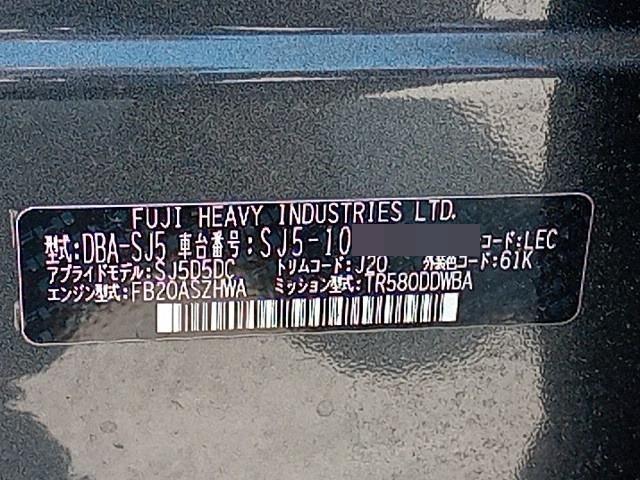 FUJI HEAVY INDUSTRIES LTD.
型式:DBA-SJ5 車台番号:SJ5-10 コード:LEC
アプライドモデル:SJ5D5DC トリムコード:J20 外装色コード:61K
エンジン型式:FB20ASZHWA ミッション型式:TR580DDWBA